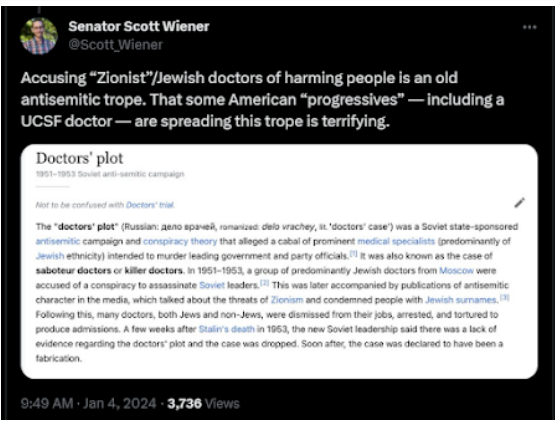 Senator Scott Wiener
@Scott_Wiener
Accusing “Zionist”/Jewish doctors of harming people is an old
antisemitic trope. That some American “progressives” — including a
UCSF doctor — are spreading this trope is terrifying.
Doctors' plot
1951–1953 Soviet anti-semitic campaign
Not to be confused with Doctors' trial.
The "doctors' plot" (Russian: дело врачей, romanized: delo vrachey, lit. 'doctors' case') was a Soviet state-sponsored
antisemitic campaign and conspiracy theory that alleged a cabal of prominent medical specialists (predominantly of
Jewish ethnicity) intended to murder leading government and party officials.[1] It was also known as the case of
saboteur doctors or killer doctors. In 1951–1953, a group of predominantly Jewish doctors from Moscow were
accused of a conspiracy to assassinate Soviet leaders.[2] This was later accompanied by publications of antisemitic
character in the media, which talked about the threats of Zionism and condemned people with Jewish surnames.[3]
Following this, many doctors, both Jews and non-Jews, were dismissed from their jobs, arrested, and tortured to
produce admissions. A few weeks after Stalin's death in 1953, the new Soviet leadership said there was a lack of
evidence regarding the doctors' plot and the case was dropped. Soon after, the case was declared to have been a
fabrication.
9:49 AM · Jan 4, 2024 · 3,736 Views